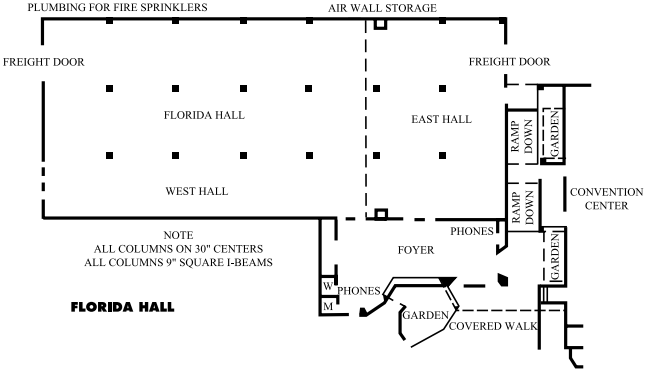 PLUMBING FOR FIRE SPRINKLERS
AIR WALL STORAGE
FREIGHT DOOR
FREIGHT DOOR
FLORIDA HALL
EAST HALL
RAMP
DOWN
GARDEN
WEST HALL
RAMP
DOWN
CONVENTION
CENTER
NOTE
ALL COLUMNS ON 30" CENTERS
ALL COLUMNS 9" SQUARE I-BEAMS
PHONES
FOYER
GARDEN
W
PHONES
M
FLORIDA HALL
GARDEN
COVERED WALK